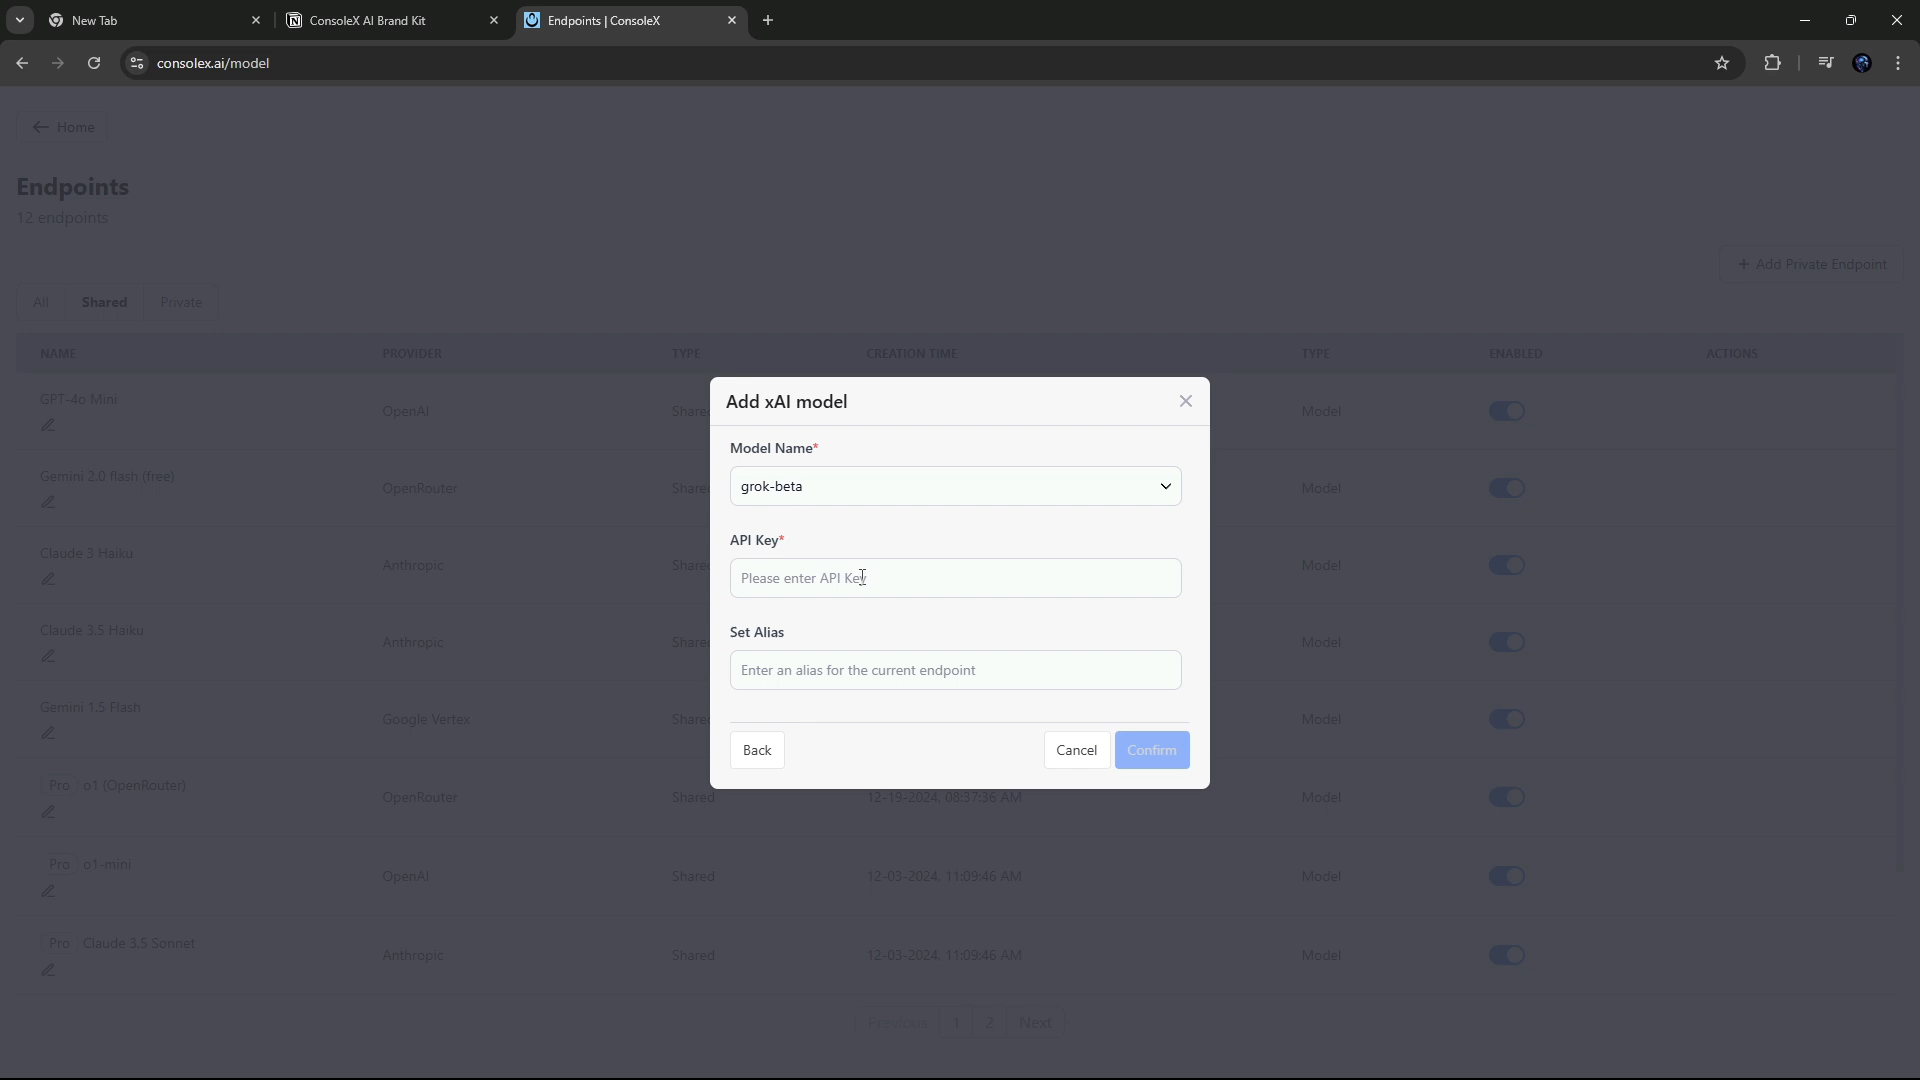 New Tab
ConsoleX AI Brand Kit
Endpoints | ConsoleX
consolex.ai/model
Home
Endpoints
12 endpoints
+ Add Private Endpoint
All Shared Private
NAME PROVIDER TYPE CREATION TIME TYPE ENABLED ACTIONS
GPT-4o Mini OpenAI Model
Gemini 2.0 flash (free) OpenRouter Model
Claude 3 Haiku Anthropic Model
Claude 3.5 Haiku Anthropic Model
Gemini 1.5 Flash Google Vertex Model
Pro o1 (OpenRouter) OpenRouter Shared 12-19-2024, 08:37:36 AM Model
Pro o1-mini OpenAI Shared 12-03-2024, 11:09:46 AM Model
Pro Claude 3.5 Sonnet Anthropic Shared 12-03-2024, 11:09:46 AM Model
Previous 1 2 Next
Add xAI model
Model Name*
grok-beta
API Key*
Please enter API Key
Set Alias
Enter an alias for the current endpoint
Back Cancel Confirm